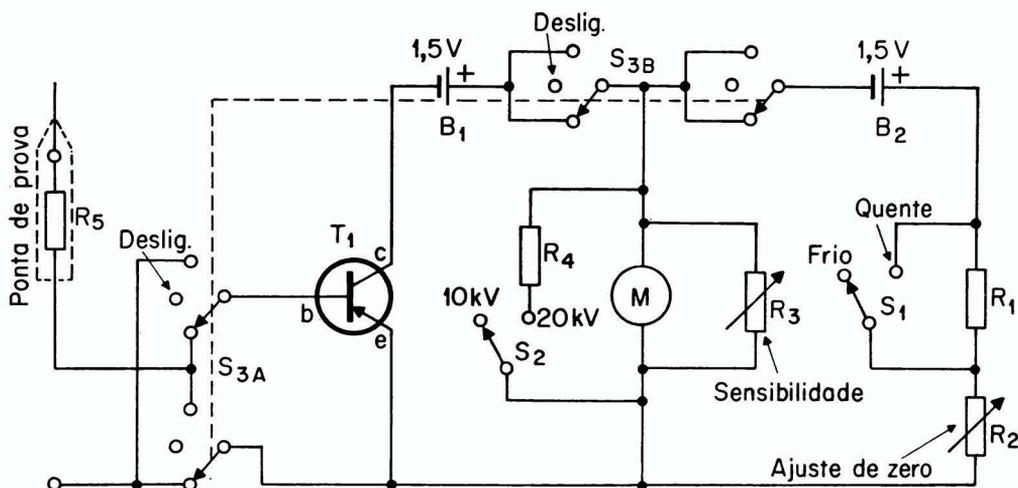 Deslig.
1,5V
+
B1
S3B
1,5V
+
B2
Ponta de prova
R5
Deslig.
T1
c
b
e
S3A
R4
10kV
20kV
S2
M
R3
Sensibilidade
Quente
Frio
S1
R1
R2
Ajuste de zero